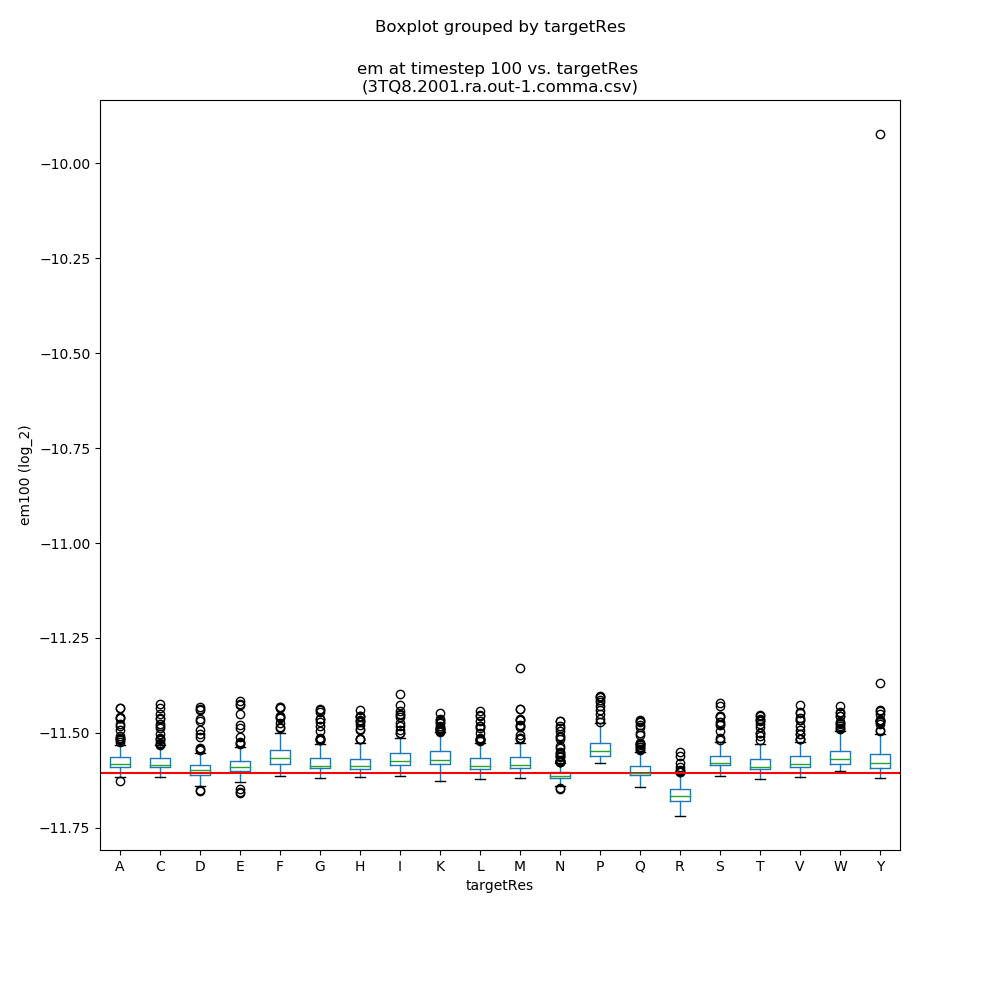 Boxplot grouped by targetRes
em at timestep 100 vs. targetRes
(3TQ8.2001.ra.out-1.comma.csv)
em100 (log_2)
−10.00
−10.25
−10.50
−10.75
−11.00
−11.25
−11.50
−11.75
A C D E F G H I K L M N P Q R S T V W Y
targetRes